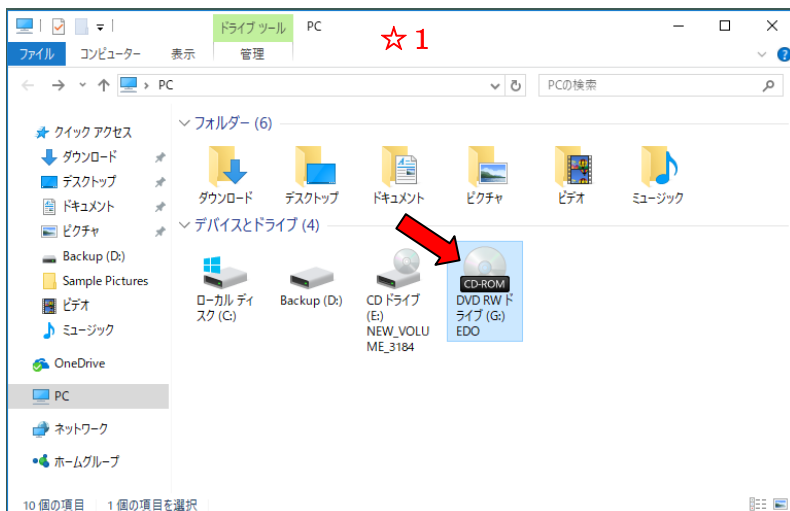 ドライブ ツール PC
☆1
ファイル コンピューター 表示 管理
PC
PCの検索
クイック アクセス
ダウンロード
デスクトップ
ドキュメント
ピクチャ
Backup (D:)
Sample Pictures
ビデオ
ミュージック
OneDrive
PC
ネットワーク
ホームグループ
フォルダー (6)
ダウンロード
デスクトップ
ドキュメント
ピクチャ
ビデオ
ミュージック
デバイスとドライブ (4)
ローカル ディ
スク (C:)
Backup (D:)
CD ドライブ
(E:)
NEW_VOLU
ME_3184
CD-ROM
DVD RW ド
ライブ (G:)
EDO
10 個の項目 1 個の項目を選択